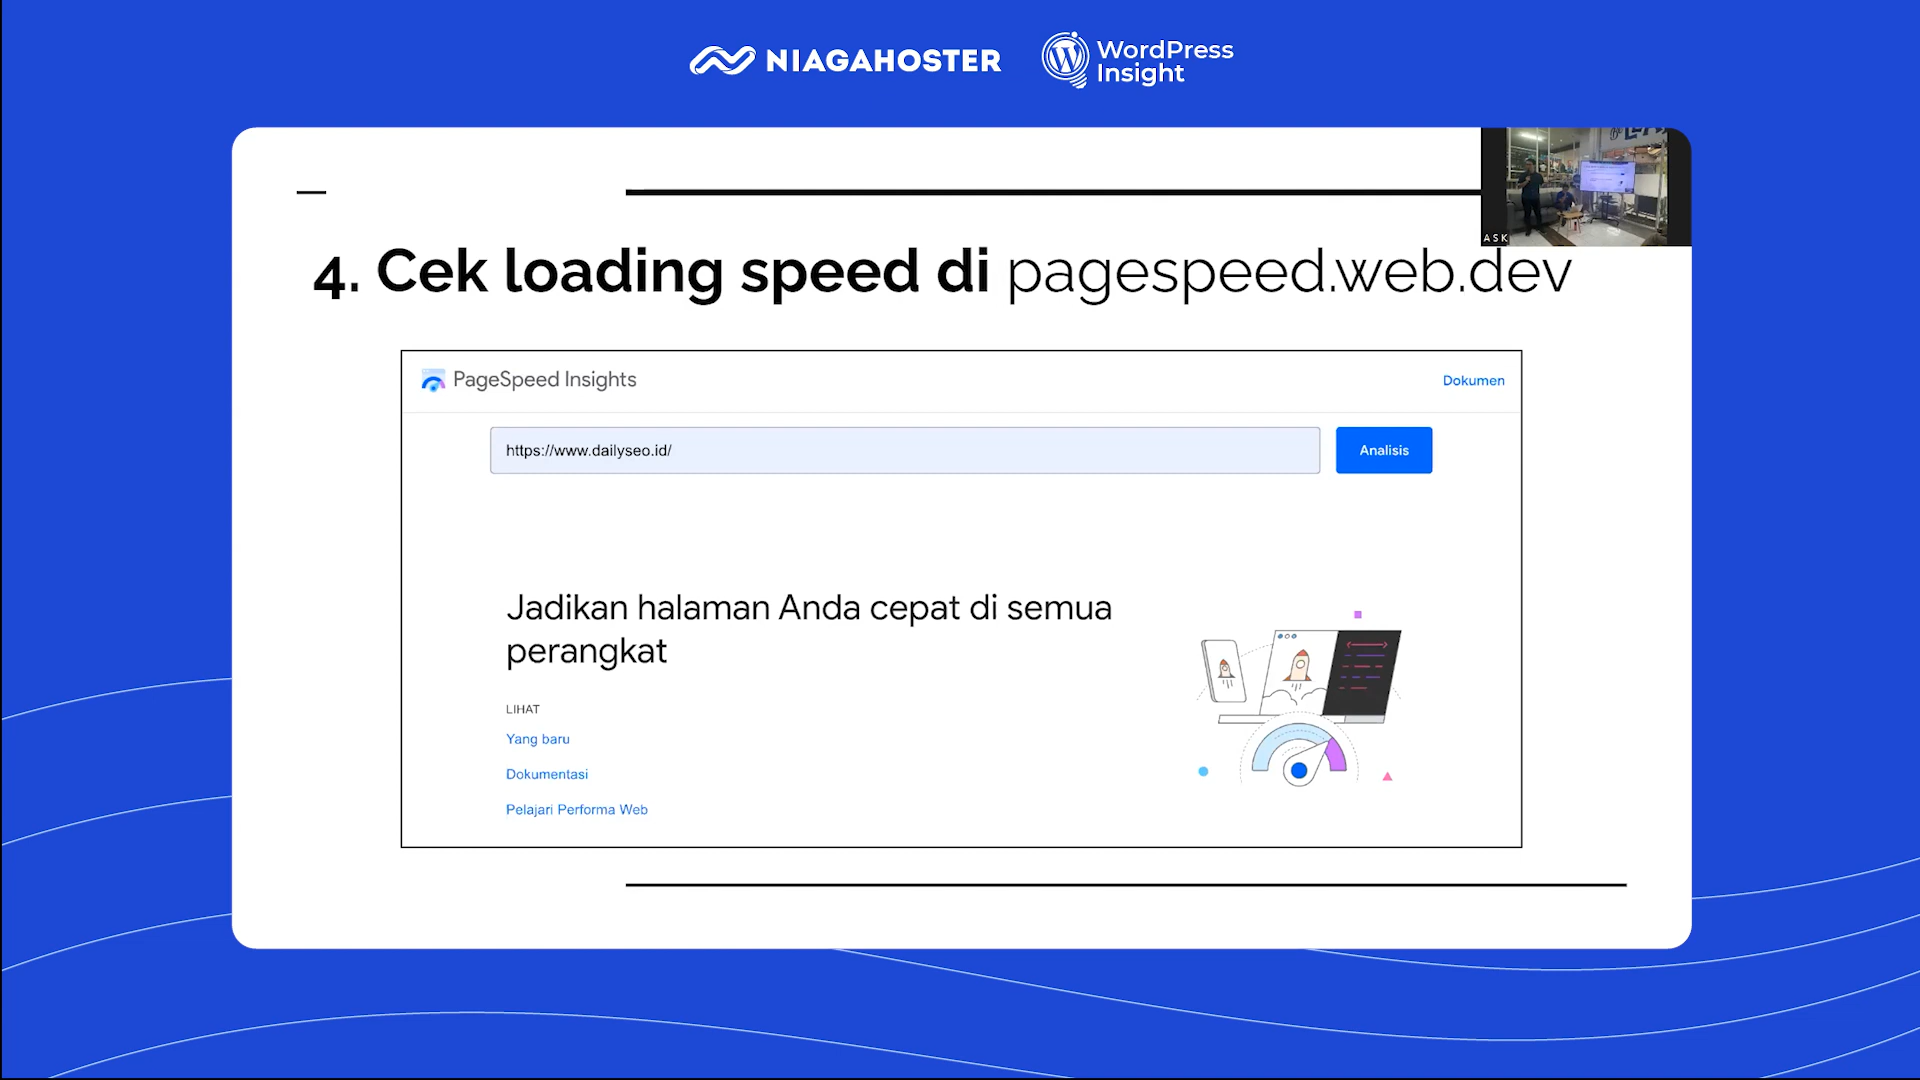 NIAGAHOSTER
WordPress
Insight
ASK
4. Cek loading speed di pagespeed.web.dev
PageSpeed Insights
Dokumen
https://www.dailyseo.id/
Analisis
Jadikan halaman Anda cepat di semua
perangkat
LIHAT
Yang baru
Dokumentasi
Pelajari Performa Web